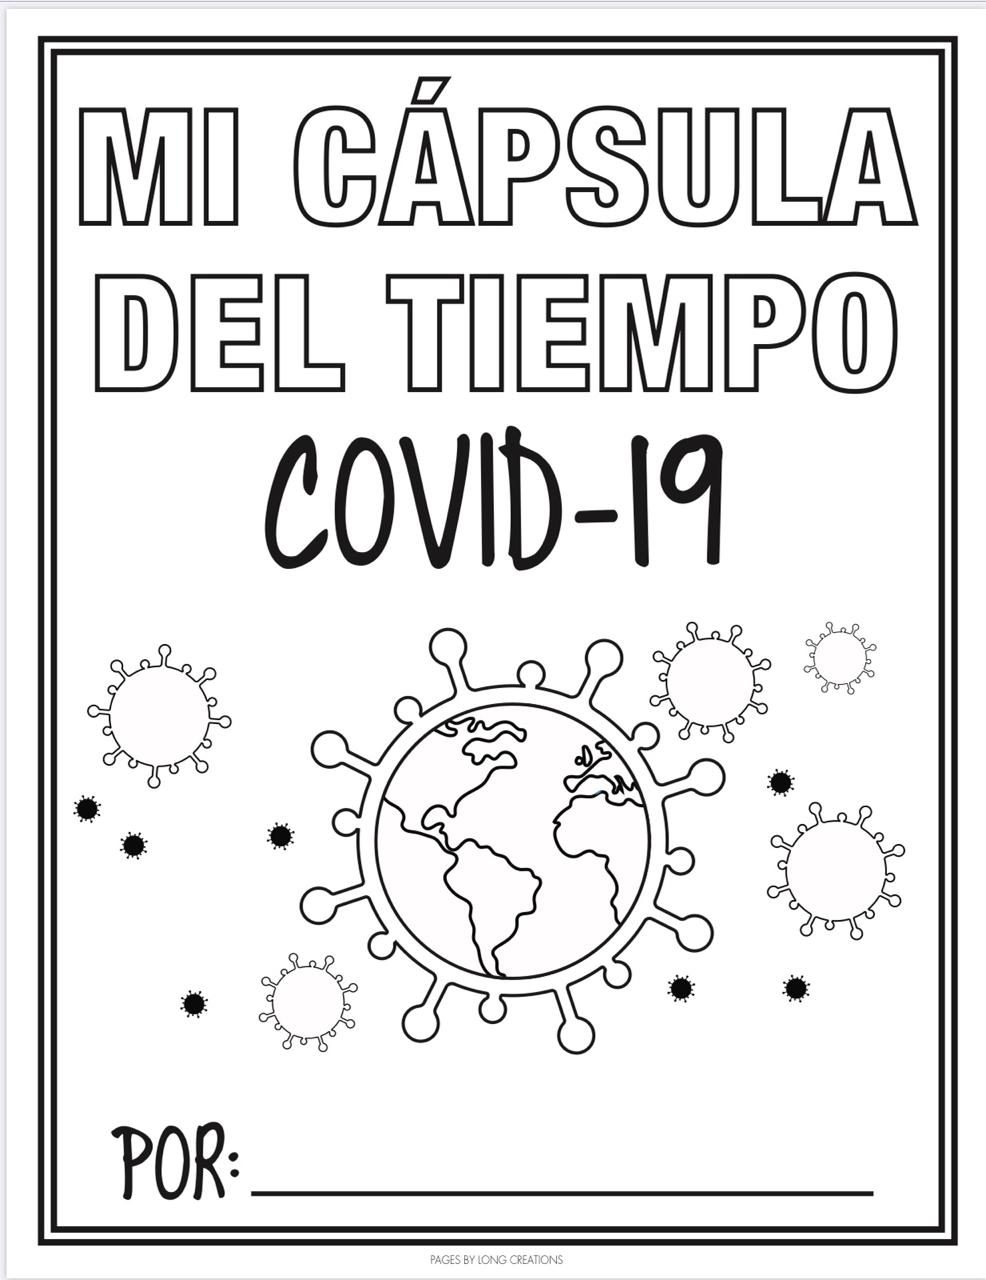 MI CÁPSULA
DEL TIEMPO
COVID-19
POR:
PAGES BY LONG CREATIONS